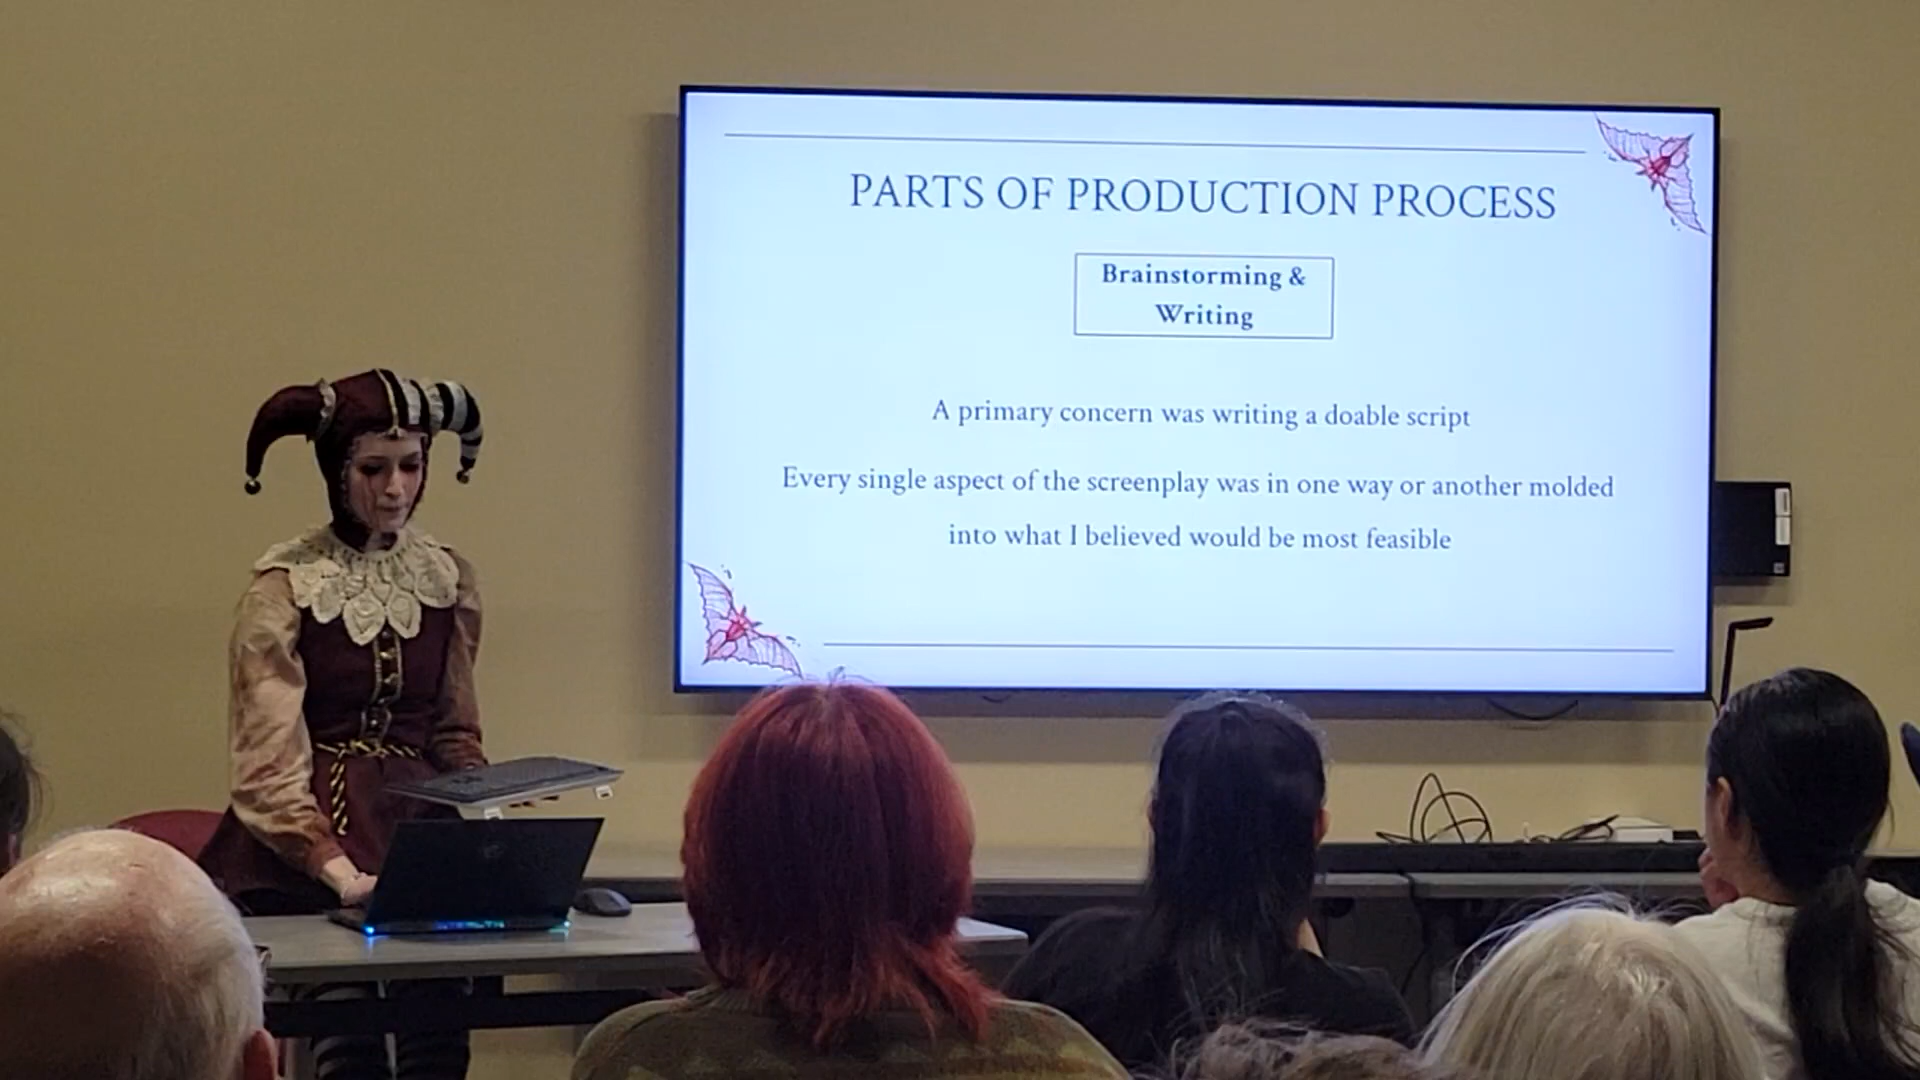 PARTS OF PRODUCTION PROCESS
Brainstorming &
Writing
A primary concern was writing a doable script
Every single aspect of the screenplay was in one way or another molded
into what I believed would be most feasible